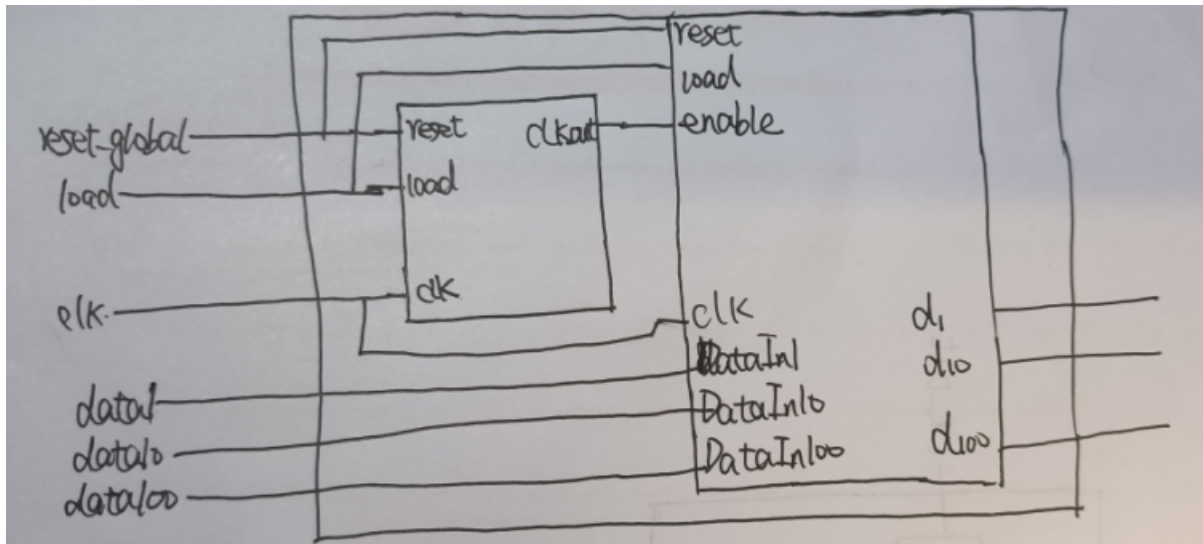 reset
load
enable
reset_global
reset
clkout
load
load
clk
clk
clk
d1
DataIn1
d10
data1
DataIn10
data10
d100
DataIn100
data100